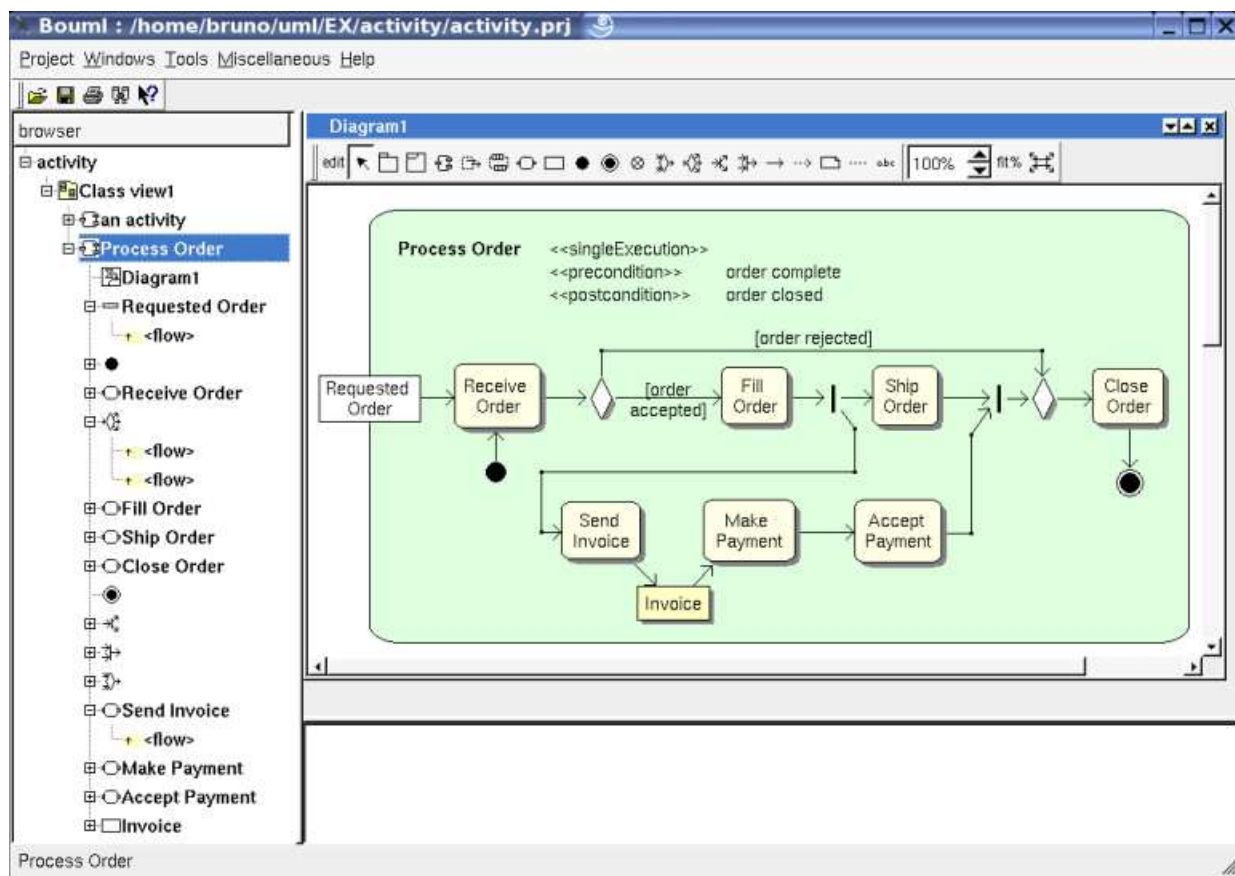 Bouml : /home/bruno/uml/EX/activity/activity.prj
Project Windows Tools Miscellaneous Help
browser
activity
Class view1
an activity
Process Order
Diagram1
Requested Order
<flow>
Receive Order
<flow>
<flow>
Fill Order
Ship Order
Close Order
Send Invoice
<flow>
Make Payment
Accept Payment
Invoice
Diagram1
edit
abc
100%
fit%
Process Order <<singleExecution>>
<<precondition>> order complete
<<postcondition>> order closed
[order rejected]
Requested
Order
Receive
Order
[order
accepted]
Fill
Order
Ship
Order
Close
Order
Send
Invoice
Make
Payment
Accept
Payment
Invoice
Process Order